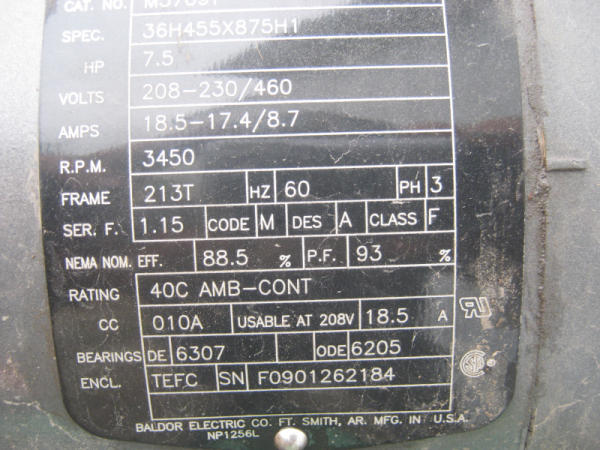 CAT. NO.
SPEC. 36H455X875H1
HP 7.5
VOLTS 208-230/460
AMPS 18.5-17.4/8.7
R.P.M. 3450
FRAME 213T HZ 60 PH 3
SER. F. 1.15 CODE M DES A CLASS F
NEMA NOM. EFF. 88.5 % P.F. 93 %
RATING 40C AMB-CONT
CC 010A USABLE AT 208V 18.5 A
BEARINGS DE 6307 ODE 6205
ENCL. TEFC SN F0901262184
BALDOR ELECTRIC CO. FT. SMITH, AR. MFG. IN U.S.A.
NP1256L